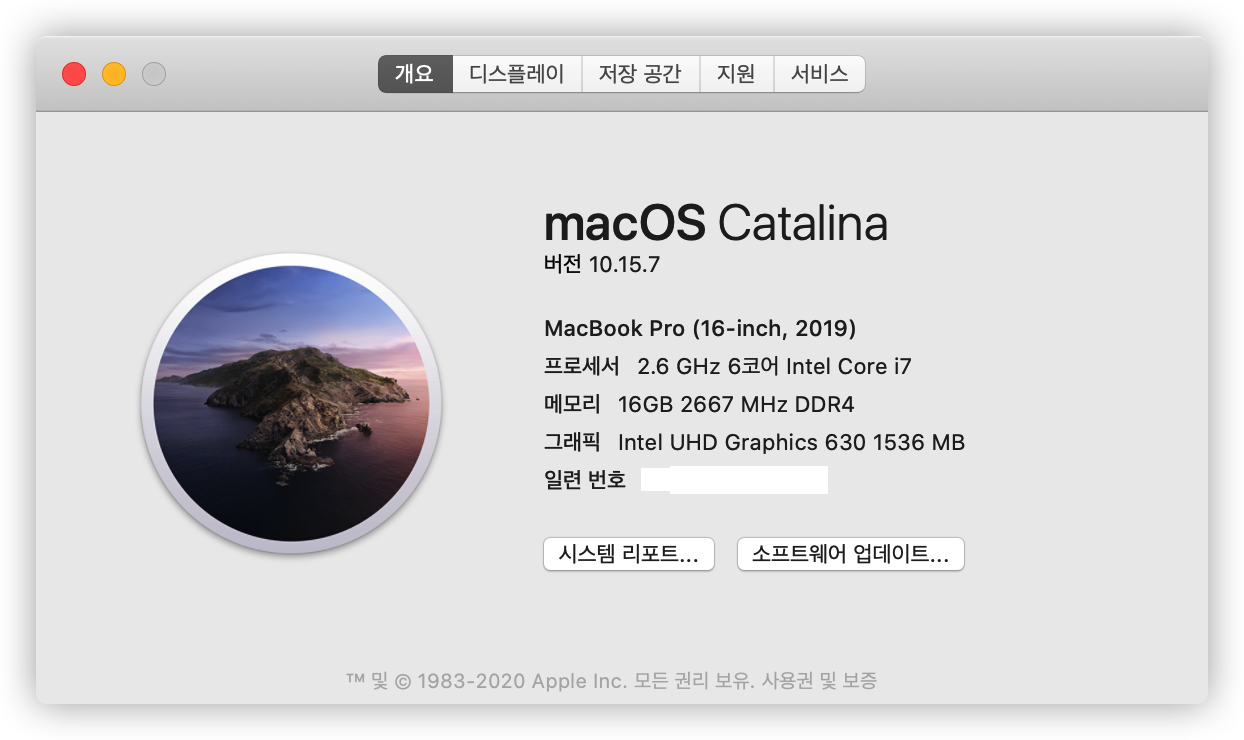 개요 디스플레이 저장 공간 지원 서비스
macOS Catalina
버전 10.15.7
MacBook Pro (16-inch, 2019)
프로세서 2.6 GHz 6코어 Intel Core i7
메모리 16GB 2667 MHz DDR4
그래픽 Intel UHD Graphics 630 1536 MB
일련 번호
시스템 리포트... 소프트웨어 업데이트...
™ 및 © 1983-2020 Apple Inc. 모든 권리 보유. 사용권 및 보증